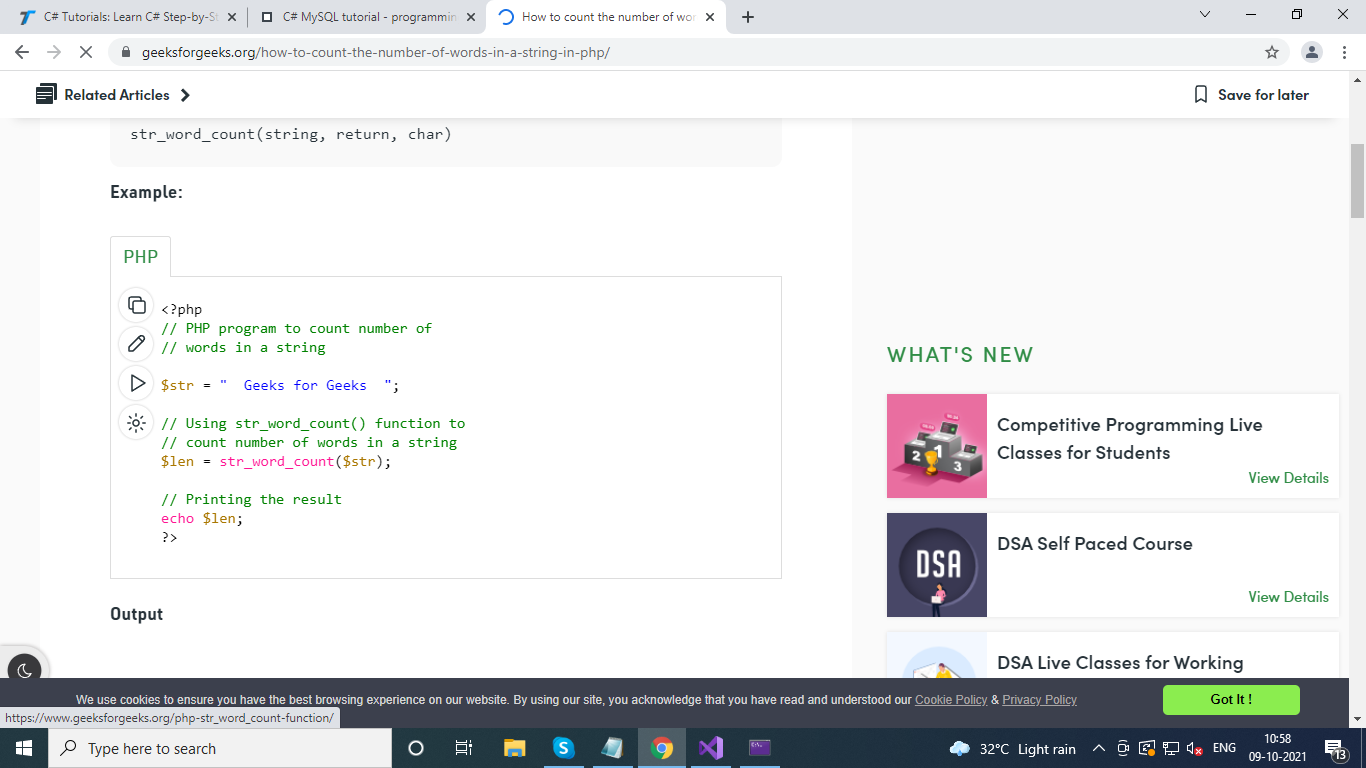 C# Tutorials: Learn C# Step-by-St
C# MySQL tutorial - programmin
How to count the number of wor
geeksforgeeks.org/how-to-count-the-number-of-words-in-a-string-in-php/
Related Articles
Save for later
str_word_count(string, return, char)
Example:
PHP
<?php
// PHP program to count number of
// words in a string
$str = "  Geeks for Geeks  ";
// Using str_word_count() function to
// count number of words in a string
$len = str_word_count($str);
// Printing the result
echo $len;
?>
Output
WHAT'S NEW
Competitive Programming Live
Classes for Students
View Details
2 1 3
DSA
DSA Self Paced Course
View Details
DSA Live Classes for Working
We use cookies to ensure you have the best browsing experience on our website. By using our site, you acknowledge that you have read and understood our Cookie Policy & Privacy Policy
Got It !
https://www.geeksforgeeks.org/php-str_word_count-function/
Type here to search
32°C Light rain
ENG
10:58
09-10-2021
13